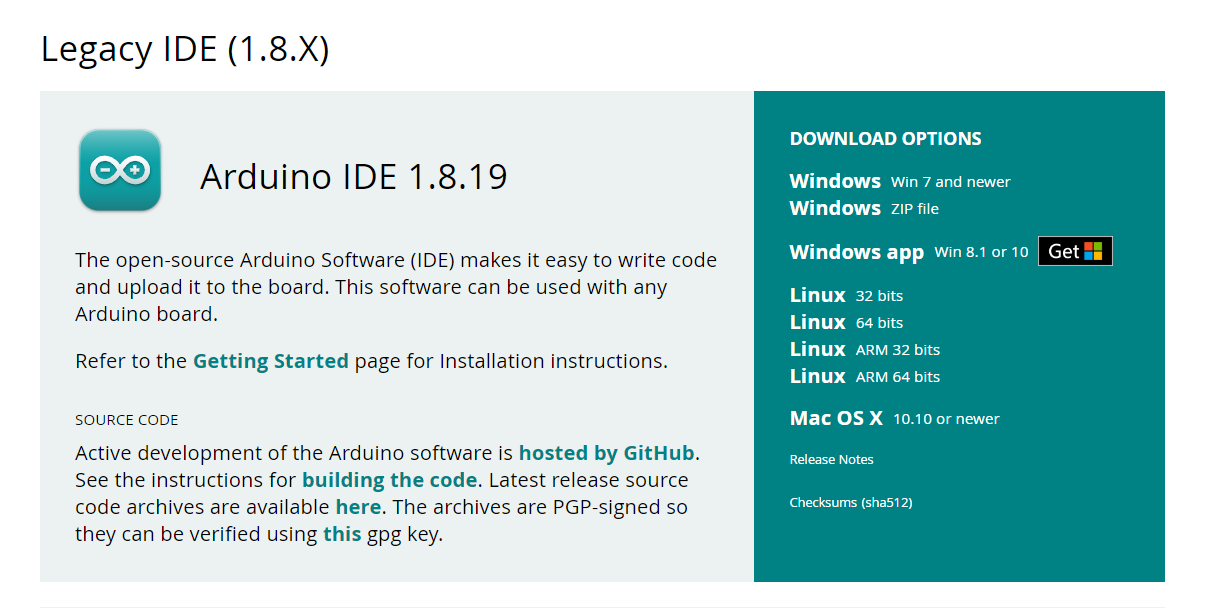 Legacy IDE (1.8.X)
Arduino IDE 1.8.19
The open-source Arduino Software (IDE) makes it easy to write code
and upload it to the board. This software can be used with any
Arduino board.
Refer to the Getting Started page for Installation instructions.
SOURCE CODE
Active development of the Arduino software is hosted by GitHub.
See the instructions for building the code. Latest release source
code archives are available here. The archives are PGP-signed so
they can be verified using this gpg key.
DOWNLOAD OPTIONS
Windows Win 7 and newer
Windows ZIP file
Windows app Win 8.1 or 10 Get
Linux 32 bits
Linux 64 bits
Linux ARM 32 bits
Linux ARM 64 bits
Mac OS X 10.10 or newer
Release Notes
Checksums (sha512)